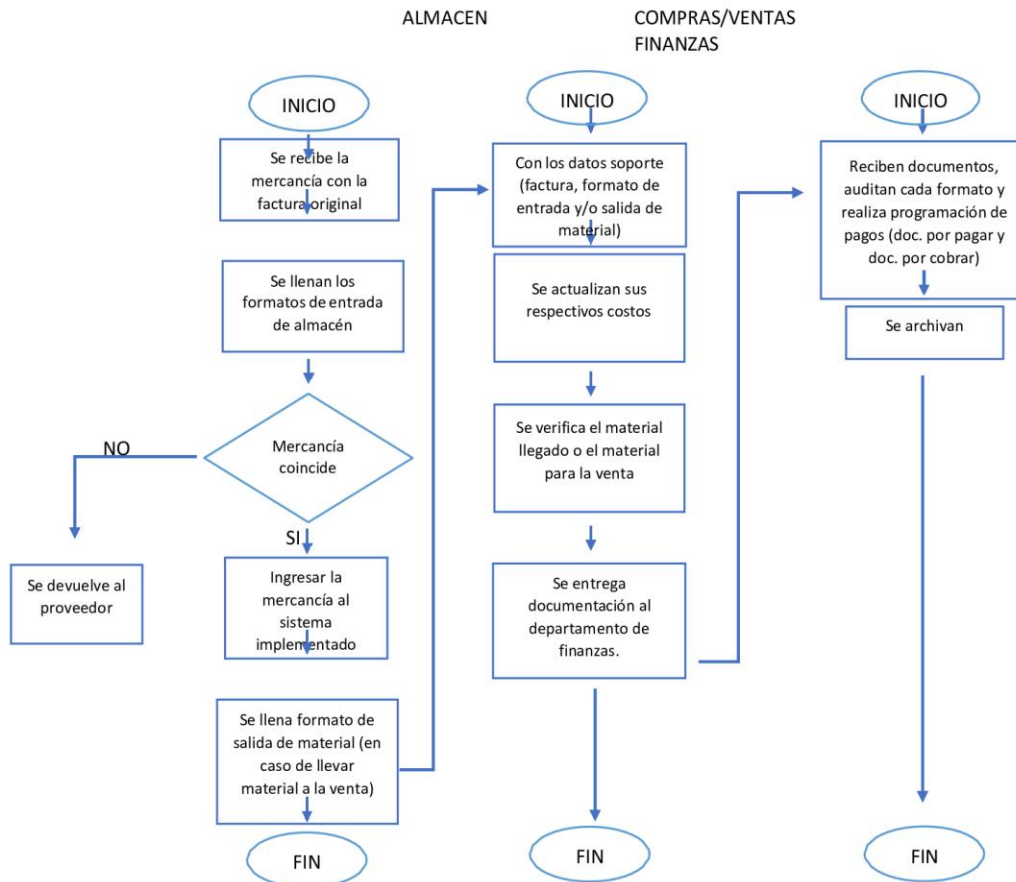 ALMACEN
COMPRAS/VENTAS
FINANZAS
INICIO
Se recibe la
mercancía con la
factura original
Se llenan los
formatos de entrada
de almacén
Mercancía
coincide
NO
SI
Se devuelve al
proveedor
Ingresar la
mercancía al
sistema
implementado
Se llena formato de
salida de material (en
caso de llevar
material a la venta)
FIN
INICIO
Con los datos soporte
(factura, formato de
entrada y/o salida de
material)
Se actualizan sus
respectivos costos
Se verifica el material
llegado o el material
para la venta
Se entrega
documentación al
departamento de
finanzas.
FIN
INICIO
Reciben documentos,
auditan cada formato y
realiza programación de
pagos (doc. por pagar y
doc. por cobrar)
Se archivan
FIN